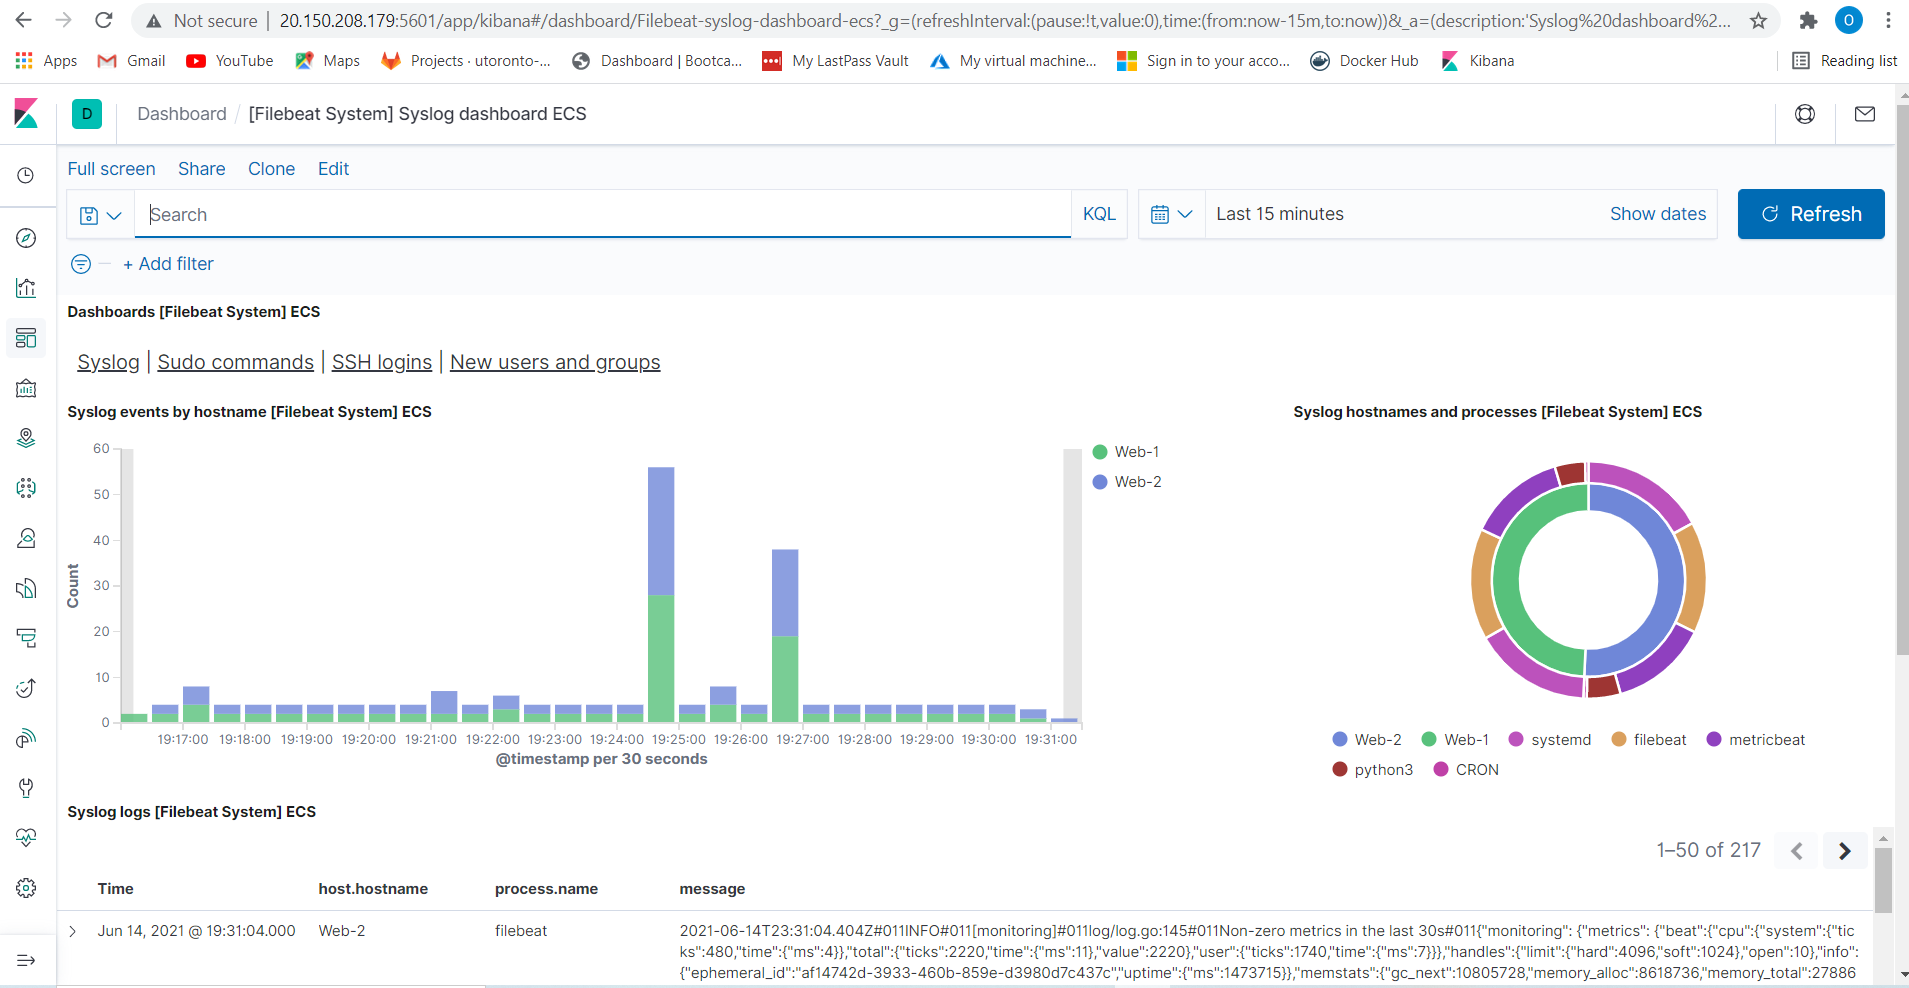 Not secure | 20.150.208.179:5601/app/kibana#/dashboard/Filebeat-syslog-dashboard-ecs?_g=(refreshInterval:(pause:!t,value:0),time:(from:now-15m,to:now))&_a=(description:'Syslog%20dashboard%2... O
Apps Gmail YouTube Maps Projects · utoronto-... Dashboard | Bootca... My LastPass Vault My virtual machine... Sign in to your acco... Docker Hub Kibana Reading list
D Dashboard / [Filebeat System] Syslog dashboard ECS
Full screen Share Clone Edit
Search KQL Last 15 minutes Show dates Refresh
+ Add filter
Dashboards [Filebeat System] ECS
Syslog | Sudo commands | SSH logins | New users and groups
Syslog events by hostname [Filebeat System] ECS
60
50
40
30
20
10
0
Count
19:17:00 19:18:00 19:19:00 19:20:00 19:21:00 19:22:00 19:23:00 19:24:00 19:25:00 19:26:00 19:27:00 19:28:00 19:29:00 19:30:00 19:31:00
@timestamp per 30 seconds
Web-1
Web-2
Syslog hostnames and processes [Filebeat System] ECS
Web-2 Web-1 systemd filebeat metricbeat
python3 CRON
Syslog logs [Filebeat System] ECS
1–50 of 217
Time host.hostname process.name message
Jun 14, 2021 @ 19:31:04.000 Web-2 filebeat 2021-06-14T23:31:04.404Z#011INFO#011[monitoring]#011log/log.go:145#011Non-zero metrics in the last 30s#011{"monitoring": {"metrics": {"beat":{"cpu":{"system":{"tic
ks":480,"time":{"ms":4}},"total":{"ticks":2220,"time":{"ms":11},"value":2220},"user":{"ticks":1740,"time":{"ms":7}}},"handles":{"limit":{"hard":4096,"soft":1024},"open":10},"info":
{"ephemeral_id":"af14742d-3933-460b-859e-d3980d7c437c","uptime":{"ms":1473715}},"memstats":{"gc_next":10805728,"memory_alloc":8618736,"memory_total":27886